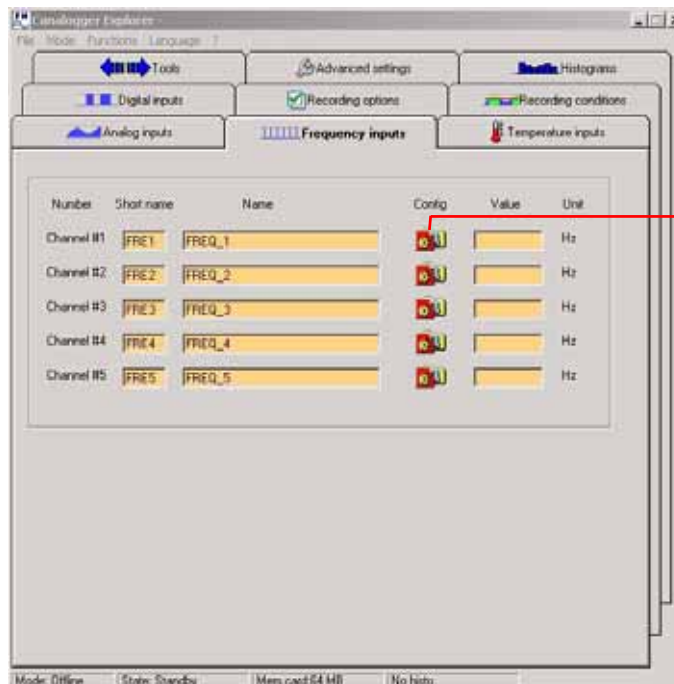 Canalogger Explorer -
File Mode Functions Language ?
Tools Advanced settings Histograms
Digital inputs Recording options Recording conditions
Analog inputs Frequency inputs Temperature inputs
Number Short name Name Config Value Unit
Channel #1 FRE1 FREQ_1 Hz
Channel #2 FRE2 FREQ_2 Hz
Channel #3 FRE3 FREQ_3 Hz
Channel #4 FRE4 FREQ_4 Hz
Channel #5 FRE5 FREQ_5 Hz
Mode: Offline State: Standby Mem card:64 MB No histo